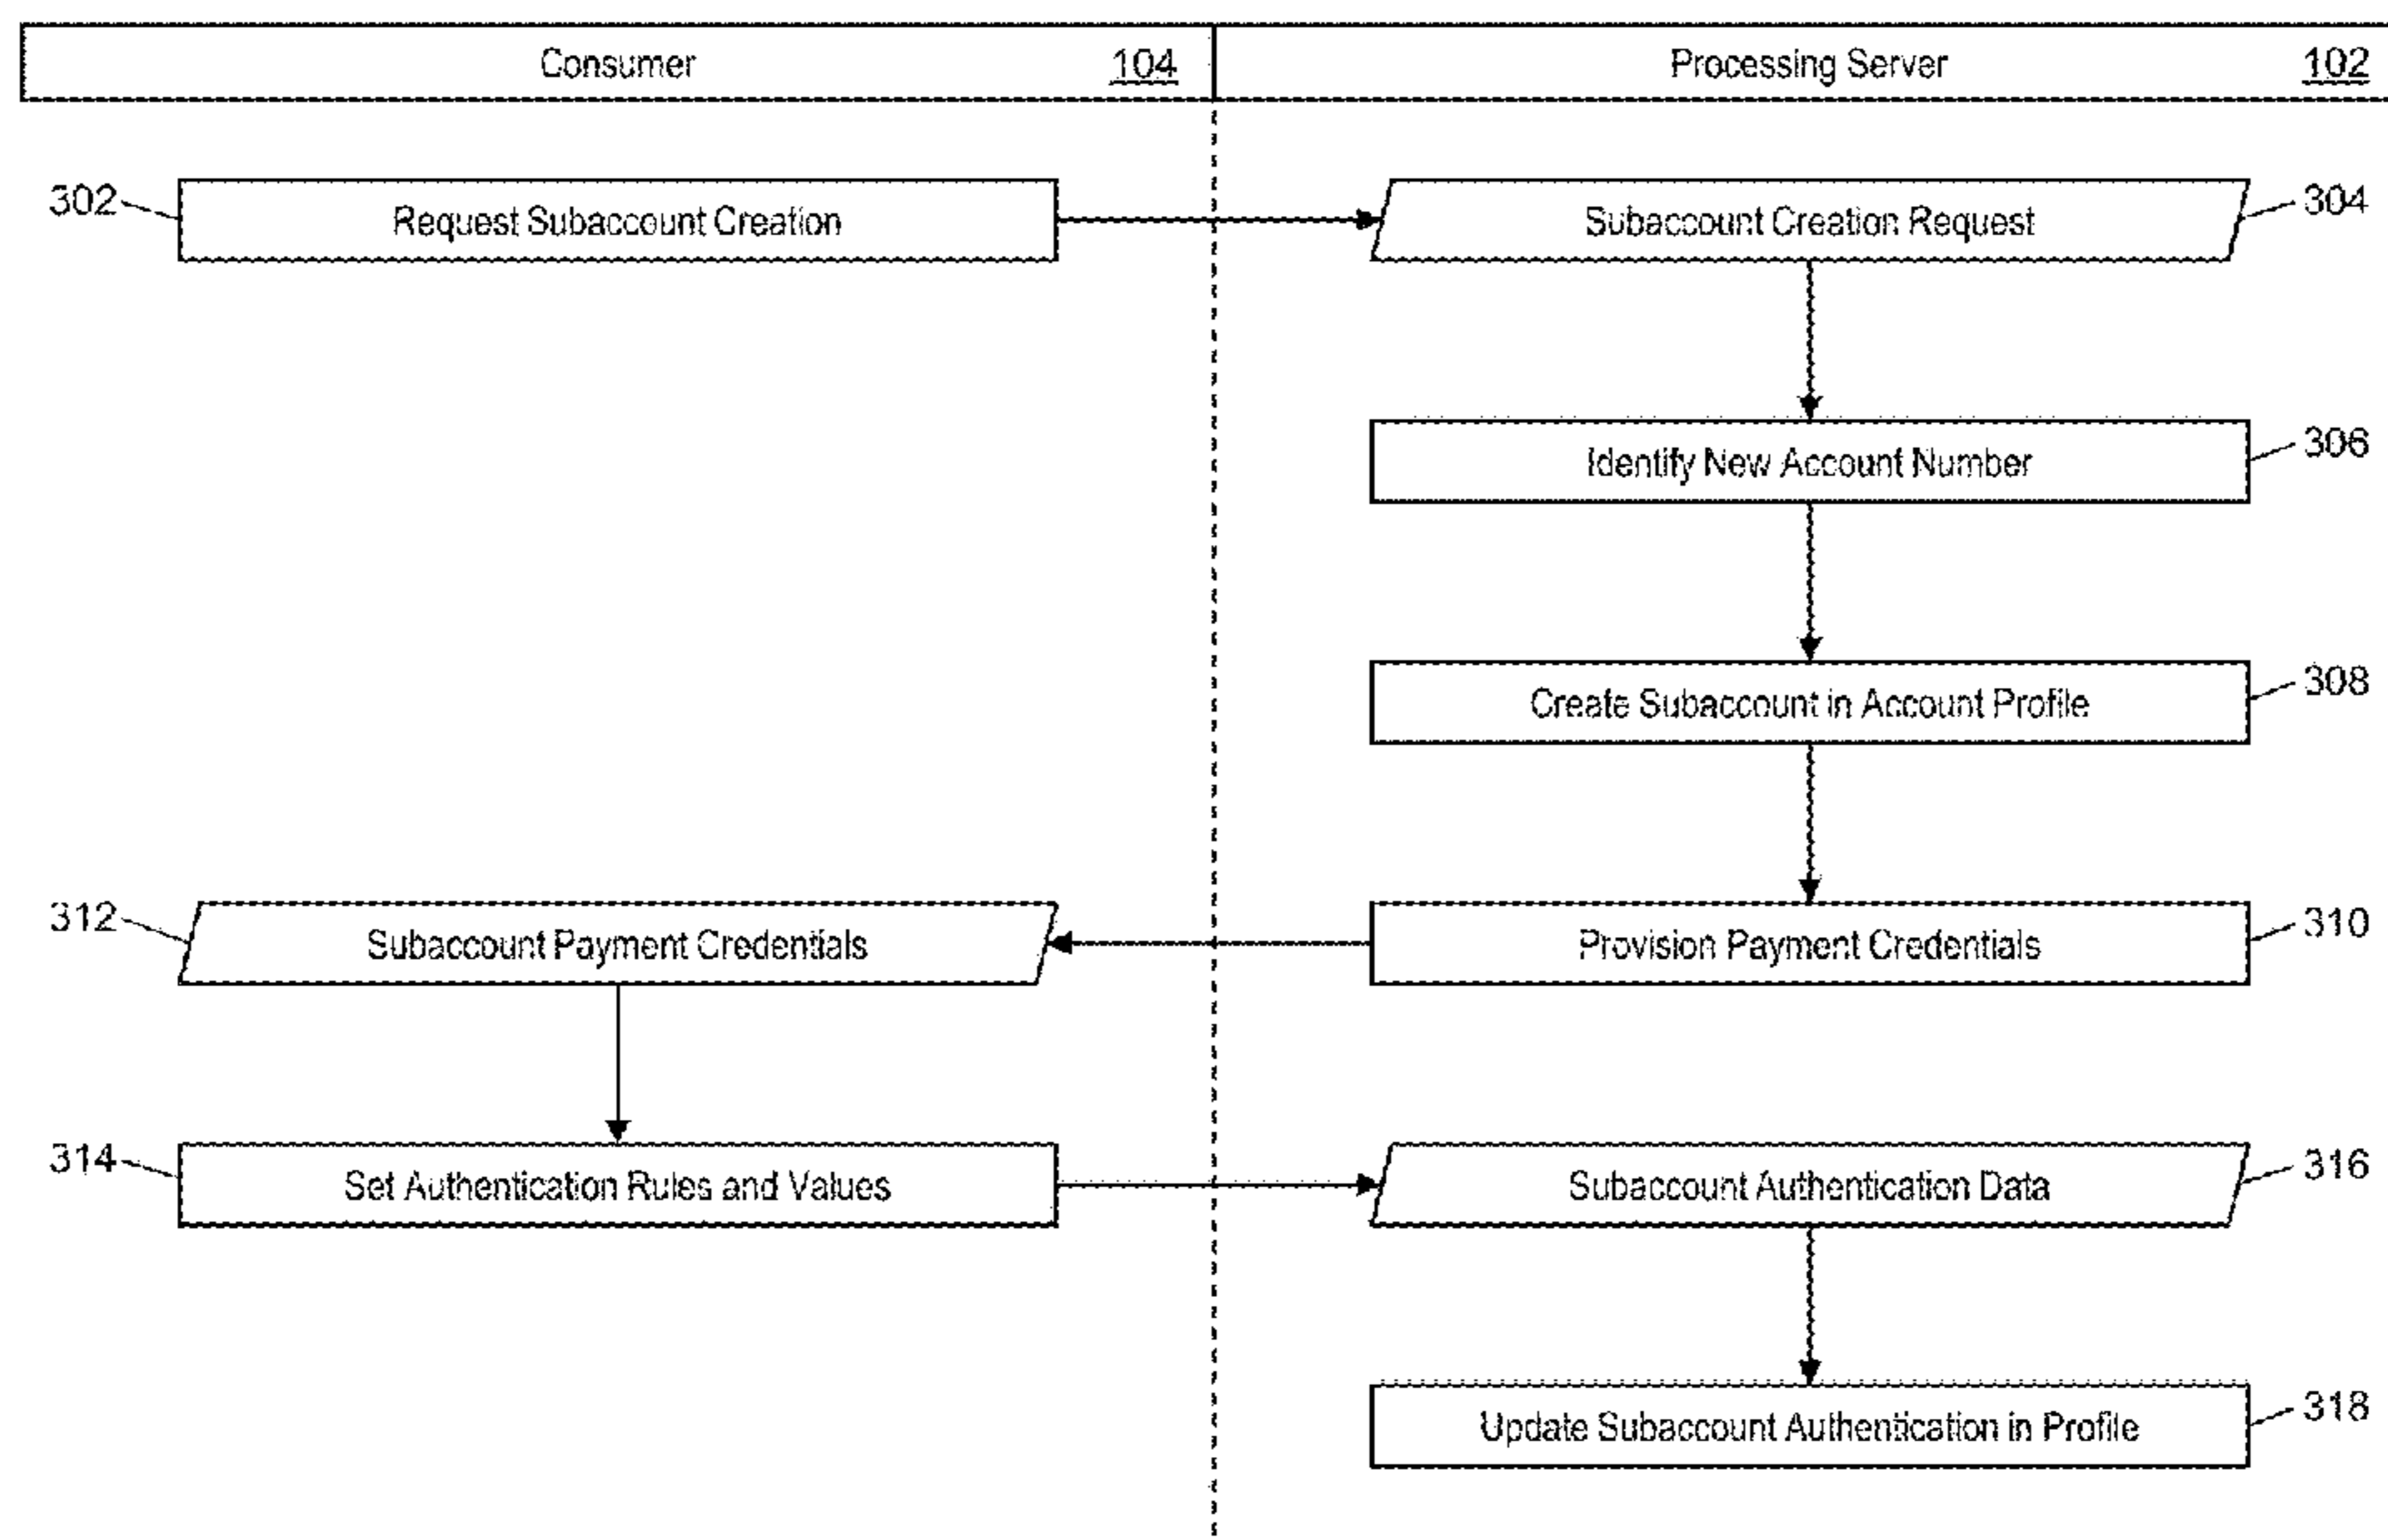 Consumer 104 Processing Server 102
302 Request Subaccount Creation Subaccount Creation Request 304
Identify New Account Number 306
Create Subaccount in Account Profile 308
312 Subaccount Payment Credentials Provision Payment Credentials 310
314 Set Authentication Rules and Values Subaccount Authentication Data 316
Update Subaccount Authentication in Profile 318